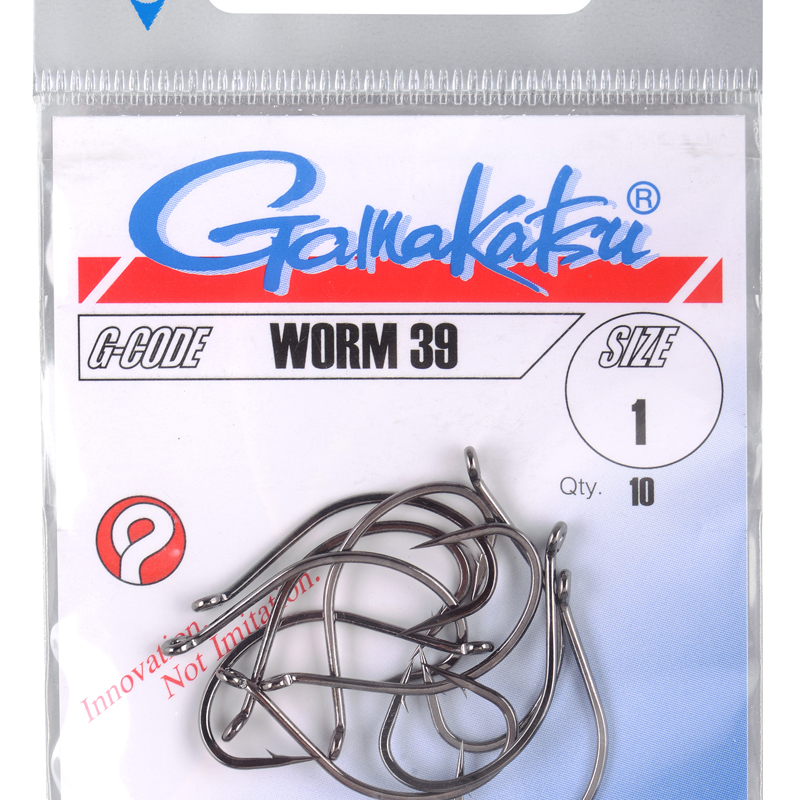 Gamakatsu®
G-CODE WORM 39 SIZE
1
Qty. 10
Innovation.
Not Imitation.